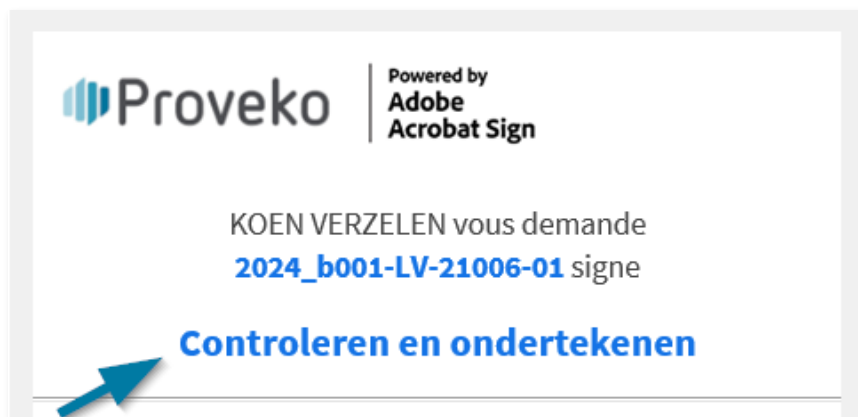 Proveko
Powered by
Adobe
Acrobat Sign
KOEN VERZELEN vous demande
2024_b001-LV-21006-01 signe
Controleren en ondertekenen